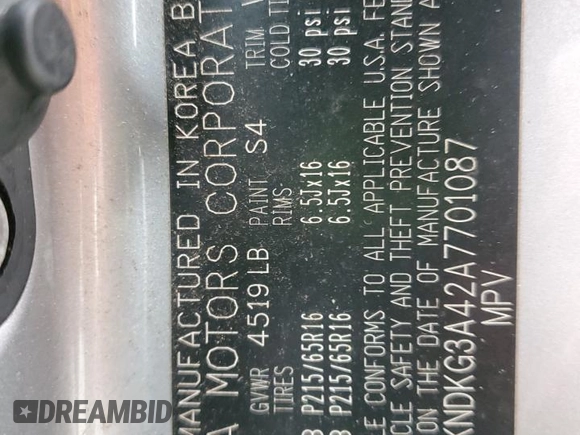 MANUFACTURED IN KOREA B
A MOTORS CORPORAT
GVWR 4519LB PAINT S4 TRIM
TIRES RIMS COLD TI
P215/65R16 6.5Jx16 30 psi
P215/65R16 6.5Jx16 30 psi
LE CONFORMS TO ALL APPLICABLE U.S.A. FE
CLE SAFETY AND THEFT PREVENTION STAND
ON THE DATE OF MANUFACTURE SHOWN A
KNDKG3A42A7701087
MPV
DREAMBID